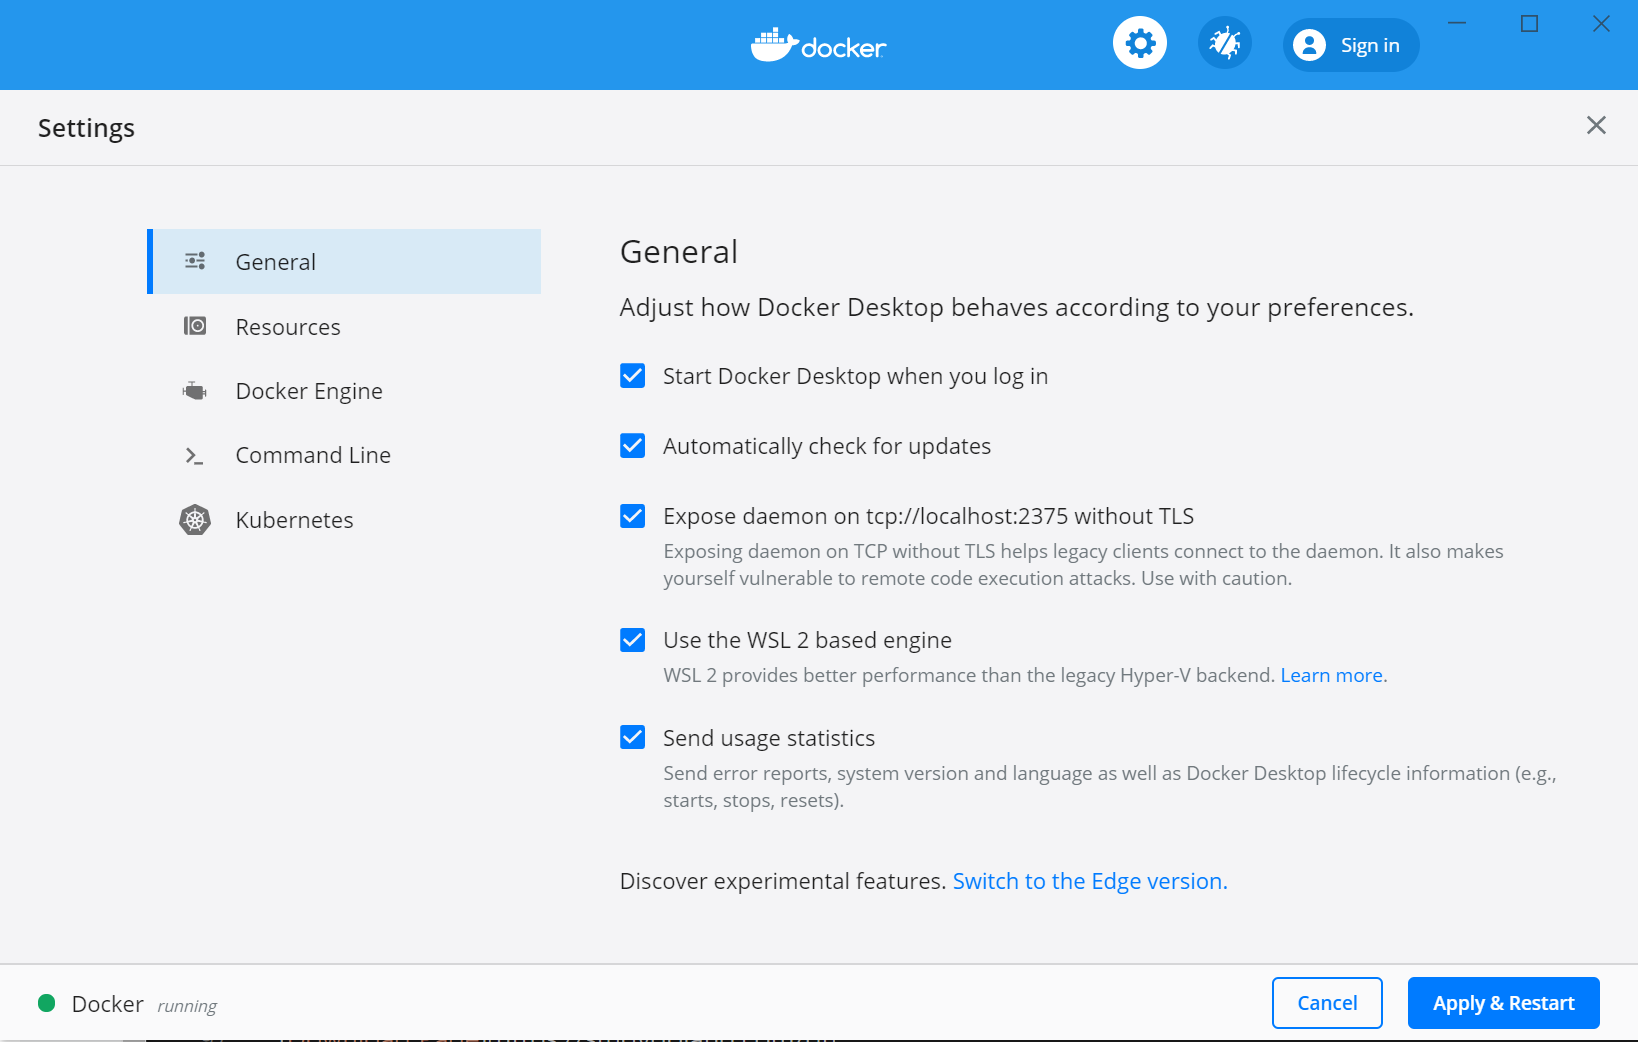 docker
Sign in
Settings
General
Resources
Docker Engine
Command Line
Kubernetes
General
Adjust how Docker Desktop behaves according to your preferences.
Start Docker Desktop when you log in
Automatically check for updates
Expose daemon on tcp://localhost:2375 without TLS
Exposing daemon on TCP without TLS helps legacy clients connect to the daemon. It also makes
yourself vulnerable to remote code execution attacks. Use with caution.
Use the WSL 2 based engine
WSL 2 provides better performance than the legacy Hyper-V backend. Learn more.
Send usage statistics
Send error reports, system version and language as well as Docker Desktop lifecycle information (e.g.,
starts, stops, resets).
Discover experimental features. Switch to the Edge version.
Docker running
Cancel
Apply & Restart